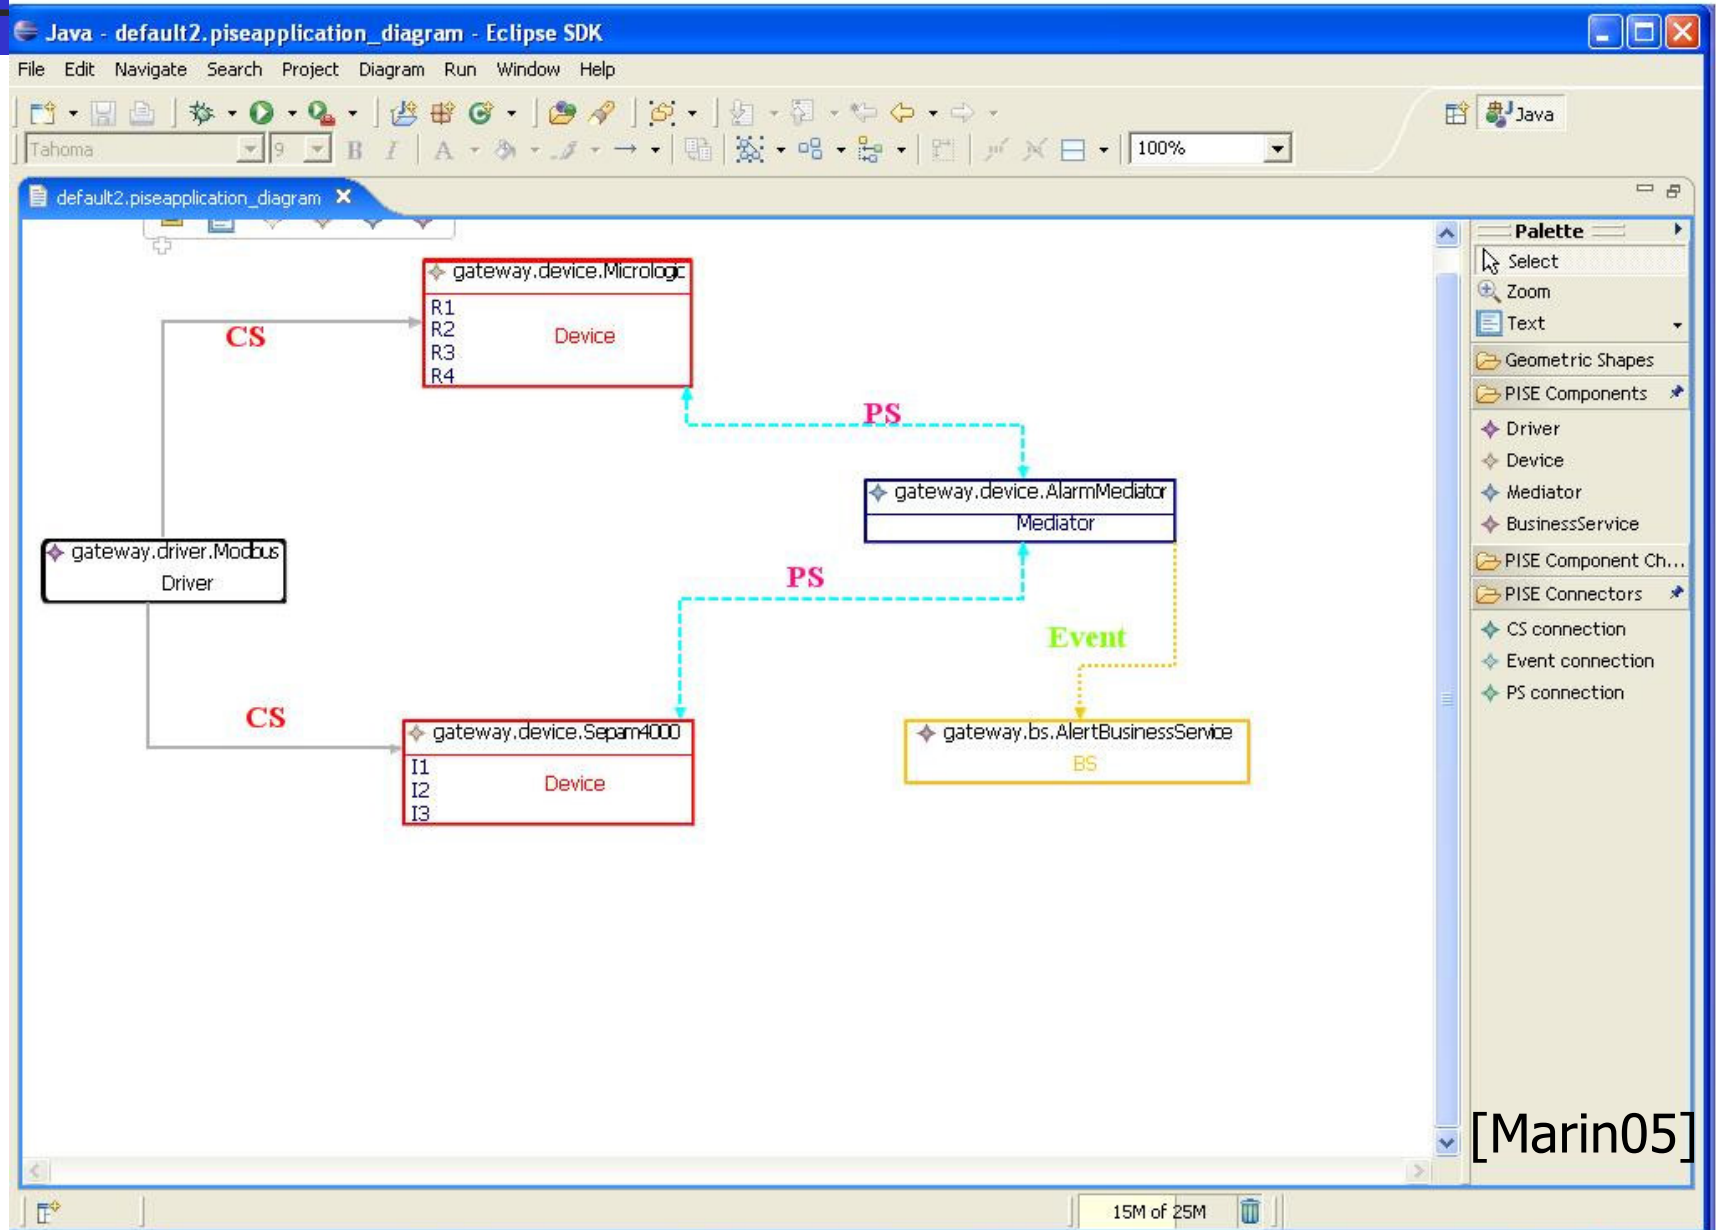 Java - default2.piseapplication_diagram - Eclipse SDK
File Edit Navigate Search Project Diagram Run Window Help
Java
Tahoma 9 B I A 100%
default2.piseapplication_diagram
gateway.device.Micrologic
R1
R2
R3
R4
Device
CS
PS
gateway.device.AlarmMediator
Mediator
gateway.driver.Modbus
Driver
PS
Event
CS
gateway.device.Sepam4000
I1
I2
I3
Device
gateway.bs.AlertBusinessService
BS
Palette
Select
Zoom
Text
Geometric Shapes
PISE Components
Driver
Device
Mediator
BusinessService
PISE Component Ch...
PISE Connectors
CS connection
Event connection
PS connection
[Marin05]
15M of 25M